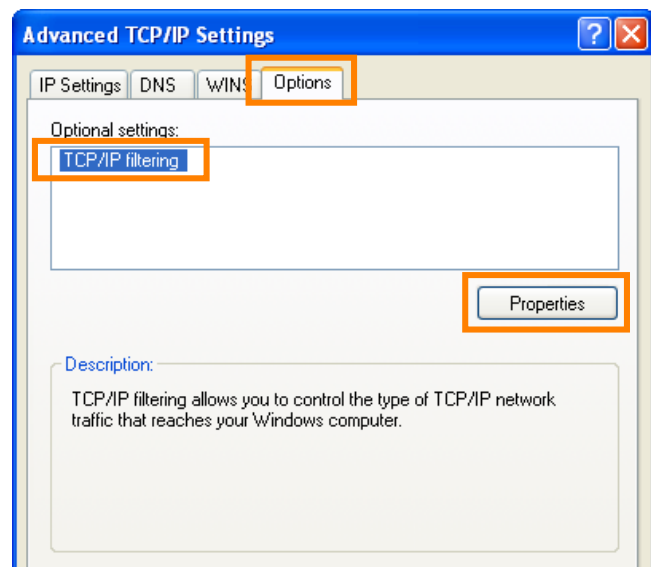 Advanced TCP/IP Settings
IP Settings DNS WINS Options
Optional settings:
TCP/IP filtering
Properties
Description:
TCP/IP filtering allows you to control the type of TCP/IP network
traffic that reaches your Windows computer.